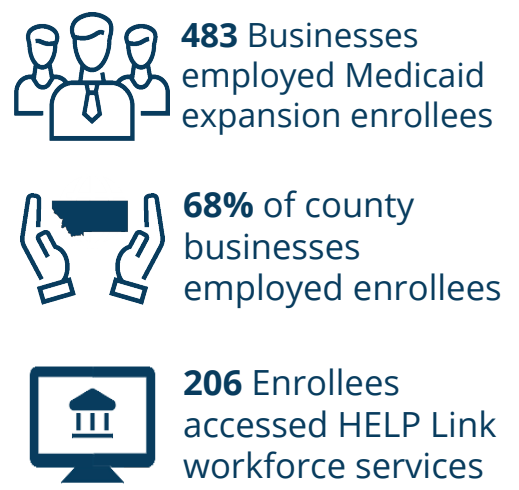 483 Businesses
employed Medicaid
expansion enrollees
68% of county
businesses
employed enrollees
206 Enrollees
accessed HELP Link
workforce services